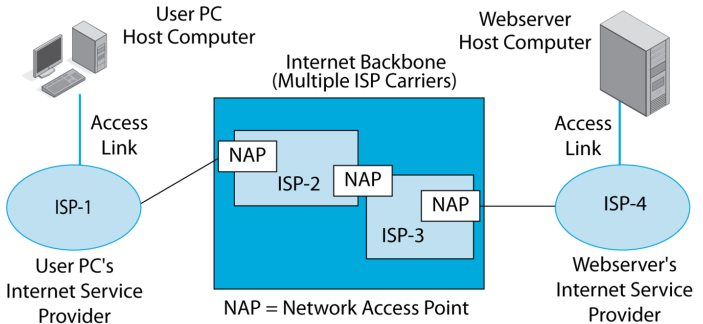 User PC
Host Computer
Webserver
Host Computer
Internet Backbone
(Multiple ISP Carriers)
Access
Link
Access
Link
NAP
ISP-2
NAP
NAP
ISP-3
ISP-1
ISP-4
User PC's
Internet Service
Provider
Webserver's
Internet Service
Provider
NAP = Network Access Point